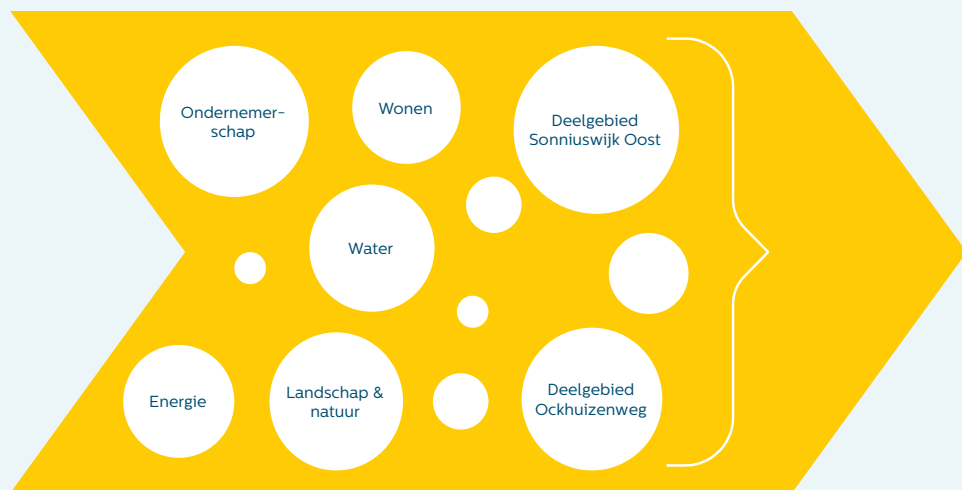 Ondernemer-
schap
Wonen
Deelgebied
Sonniuswijk Oost
Water
Energie
Landschap &
natuur
Deelgebied
Ockhuizenweg